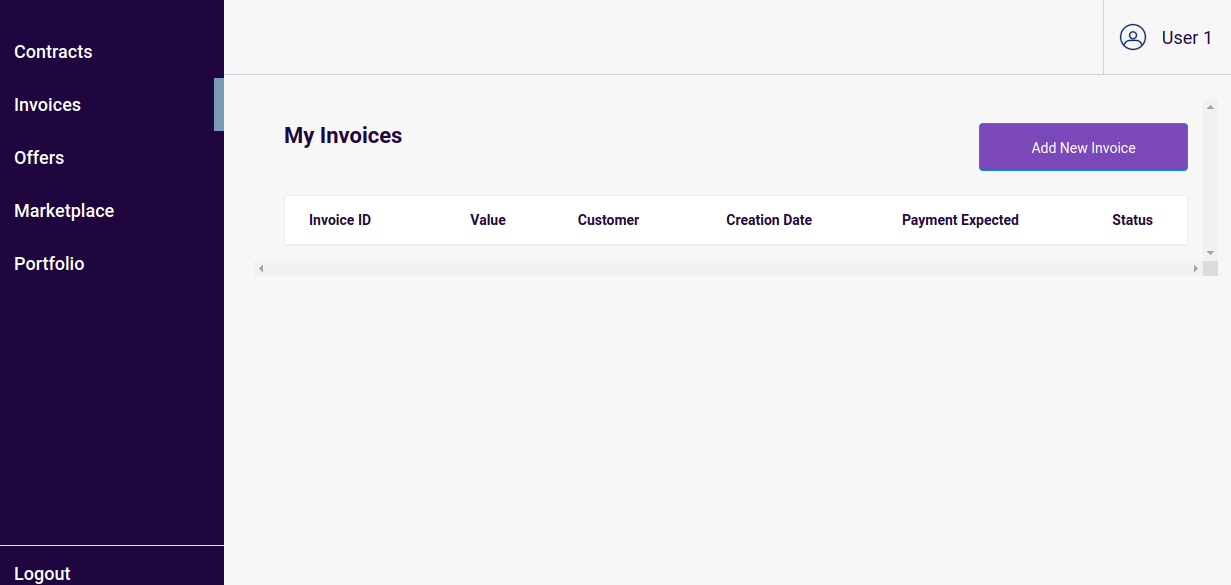 Contracts
Invoices
Offers
Marketplace
Portfolio
Logout
User 1
My Invoices
Add New Invoice
Invoice ID Value Customer Creation Date Payment Expected Status